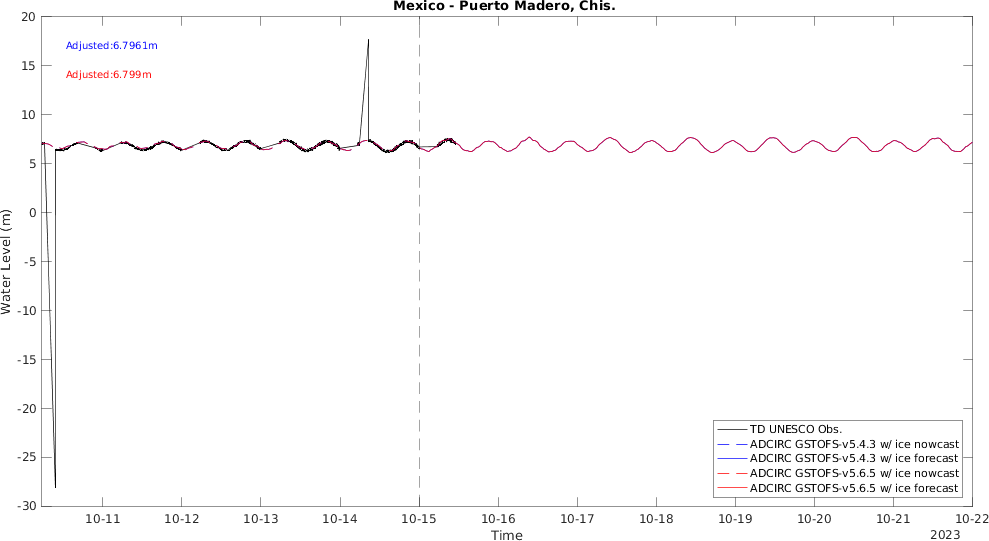 Mexico - Puerto Madero, Chis.
Adjusted:6.7961m
Adjusted:6.799m
20
15
10
5
0
-5
-10
-15
-20
-25
-30
Water Level (m)
TD UNESCO Obs.
ADCIRC GSTOFS-v5.4.3 w/ ice nowcast
ADCIRC GSTOFS-v5.4.3 w/ ice forecast
ADCIRC GSTOFS-v5.6.5 w/ ice nowcast
ADCIRC GSTOFS-v5.6.5 w/ ice forecast
10-11 10-12 10-13 10-14 10-15 10-16 10-17 10-18 10-19 10-20 10-21 10-22
Time
2023